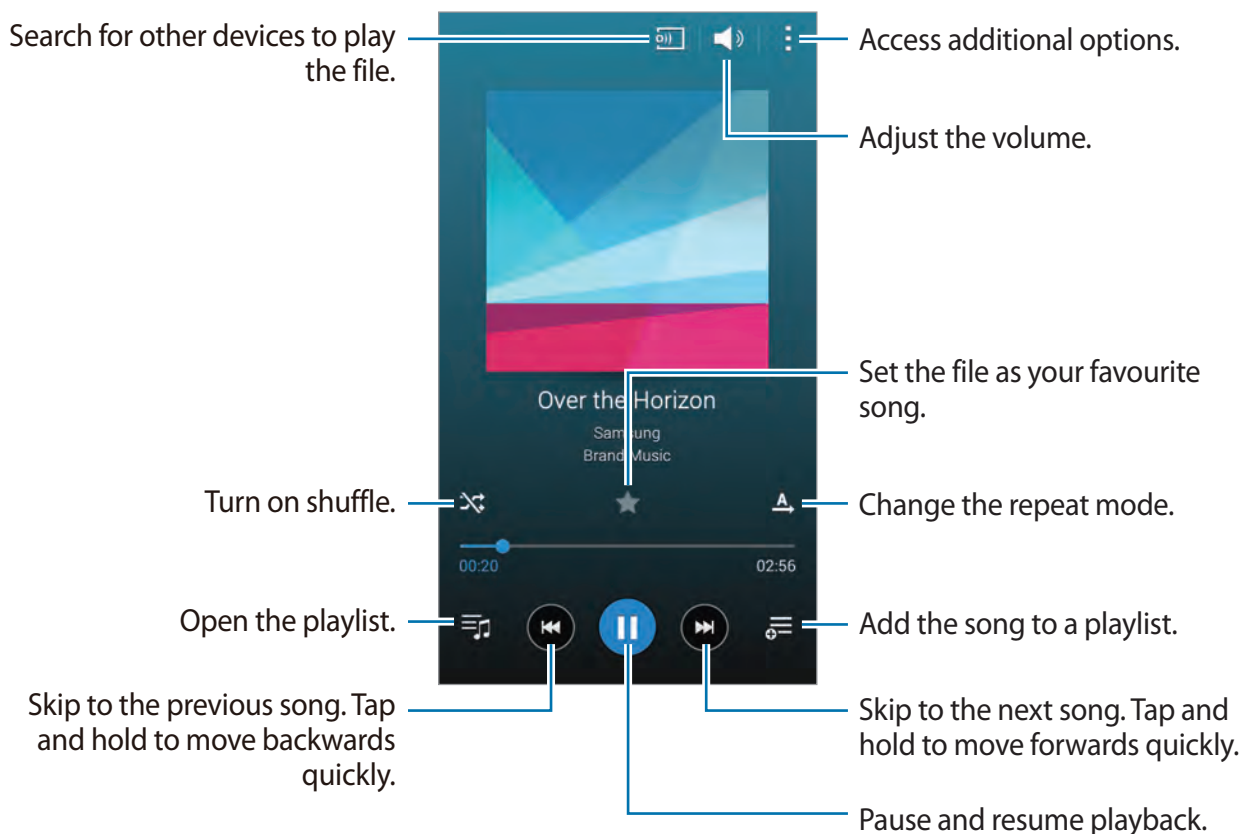 Search for other devices to play
the file.
Access additional options.
Adjust the volume.
Set the file as your favourite
song.
Over the Horizon
Samsung
Brand Music
Turn on shuffle.
A
Change the repeat mode.
00:20
02:56
Open the playlist.
Add the song to a playlist.
Skip to the previous song. Tap
and hold to move backwards
quickly.
Skip to the next song. Tap and
hold to move forwards quickly.
Pause and resume playback.